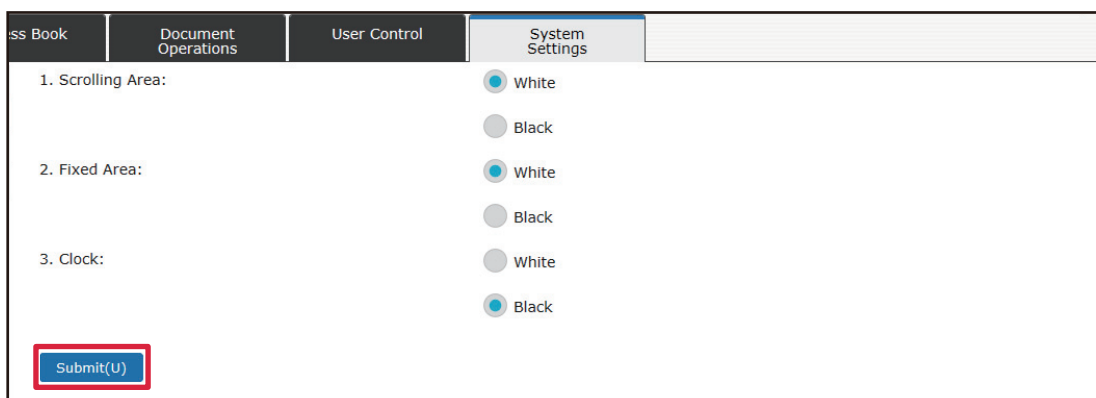 ss Book
Document
Operations
User Control
System
Settings
1. Scrolling Area:
White
Black
2. Fixed Area:
White
Black
3. Clock:
White
Black
Submit(U)